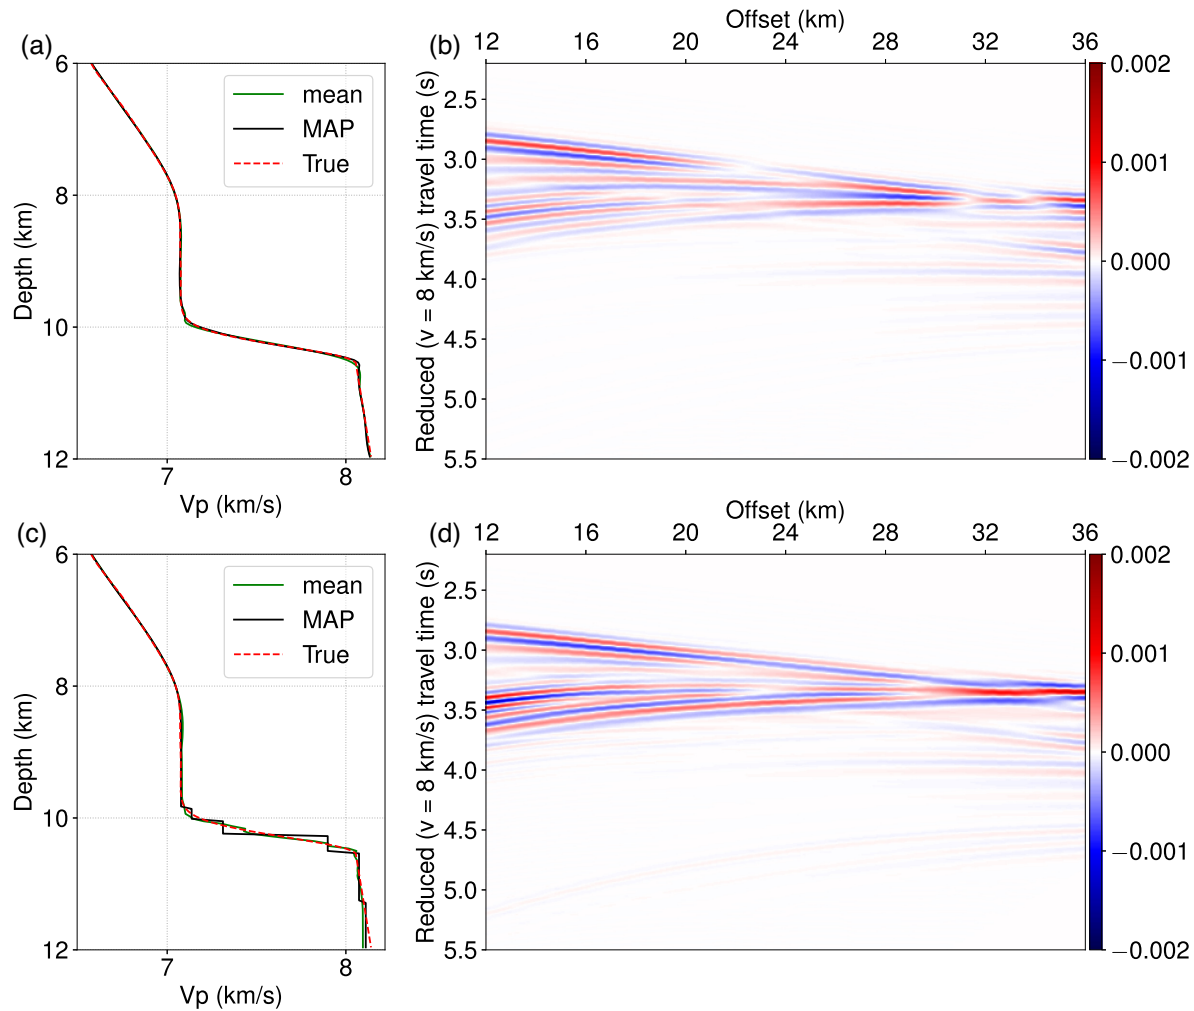 (a)
6
8
10
12
7
8
Depth (km)
Vp (km/s)
mean
MAP
True
(b)
Offset (km)
12
16
20
24
28
32
36
Reduced (v = 8 km/s) travel time (s)
2.5
3.0
3.5
4.0
4.5
5.0
5.5
0.002
0.001
0.000
−0.001
−0.002
(c)
6
8
10
12
7
8
Depth (km)
Vp (km/s)
mean
MAP
True
(d)
Offset (km)
12
16
20
24
28
32
36
Reduced (v = 8 km/s) travel time (s)
2.5
3.0
3.5
4.0
4.5
5.0
5.5
0.002
0.001
0.000
−0.001
−0.002